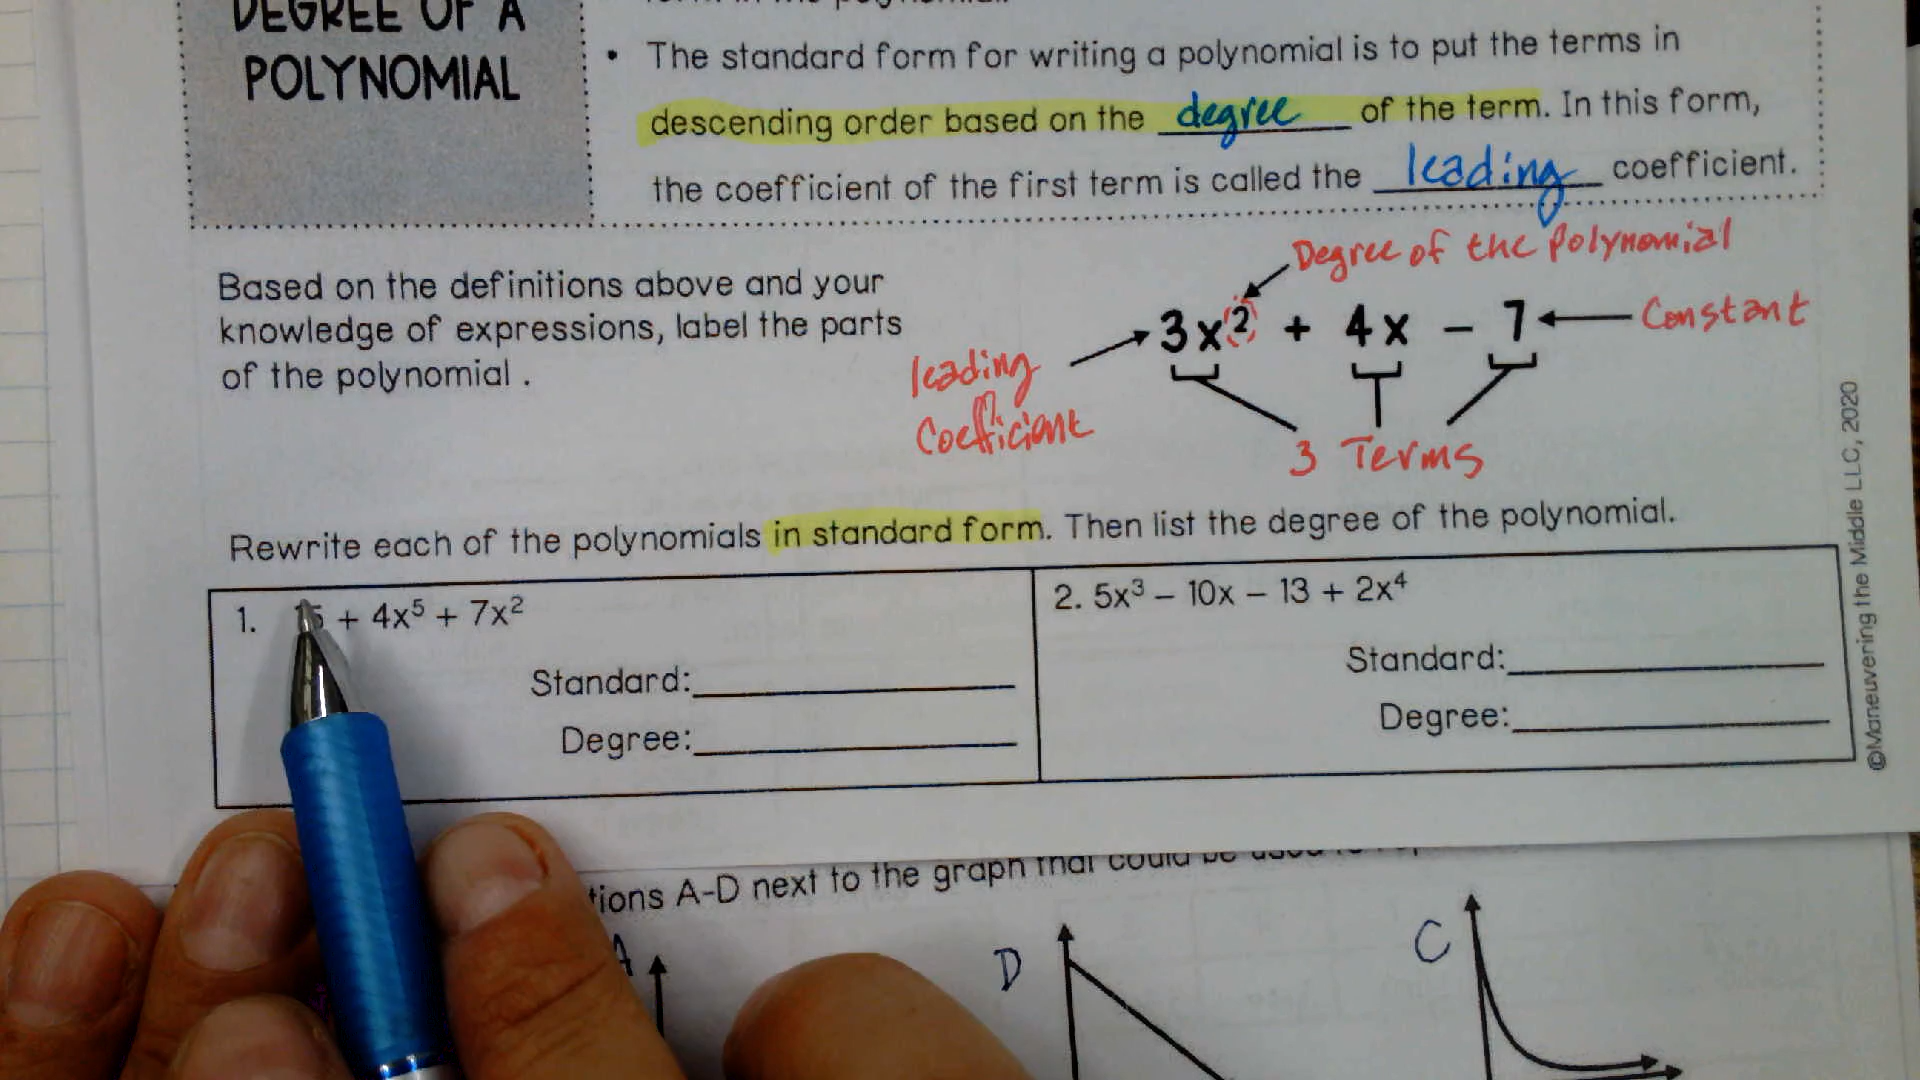 DEGREE OF A
POLYNOMIAL
• The standard form for writing a polynomial is to put the terms in
descending order based on the degree of the term. In this form,
the coefficient of the first term is called the leading coefficient.
Based on the definitions above and your
knowledge of expressions, label the parts
of the polynomial .
Degree of the Polynomial
3x² + 4x – 7
Constant
leading
Coefficient
3 Terms
Rewrite each of the polynomials in standard form. Then list the degree of the polynomial.
1. 15 + 4x⁵ + 7x²
Standard:
Degree:
2. 5x³ – 10x – 13 + 2x⁴
Standard:
Degree:
©Maneuvering the Middle LLC, 2020
tions A-D next to the graph that could be used
A
D
C